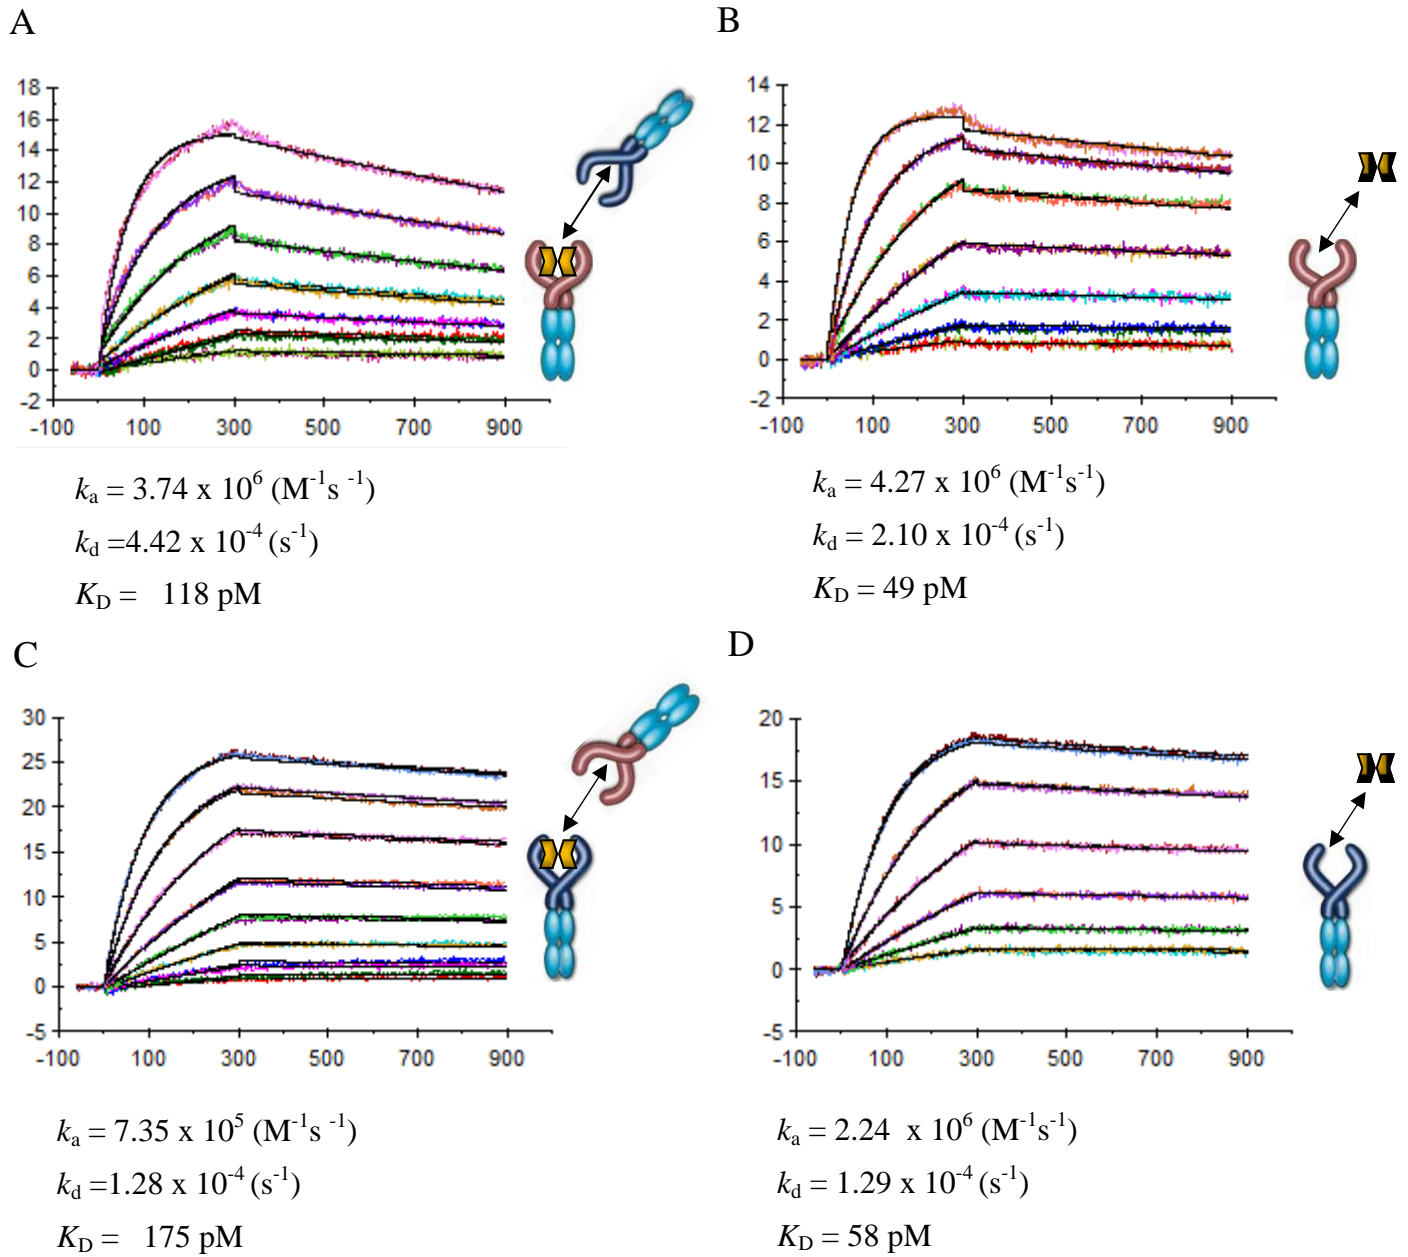 A
18
16
14
12
10
8
6
4
2
0
-2
-100 100 300 500 700 900
k_a = 3.74 x 10^6 (M^-1s ^-1)
k_d =4.42 x 10^-4 (s^-1)
K_D = 118 pM
B
14
12
10
8
6
4
2
0
-2
-100 100 300 500 700 900
k_a = 4.27 x 10^6 (M^-1s^-1)
k_d = 2.10 x 10^-4 (s^-1)
K_D = 49 pM
C
30
25
20
15
10
5
0
-5
-100 100 300 500 700 900
k_a = 7.35 x 10^5 (M^-1s ^-1)
k_d =1.28 x 10^-4 (s^-1)
K_D = 175 pM
D
20
15
10
5
0
-5
-100 100 300 500 700 900
k_a = 2.24 x 10^6 (M^-1s^-1)
k_d = 1.29 x 10^-4 (s^-1)
K_D = 58 pM